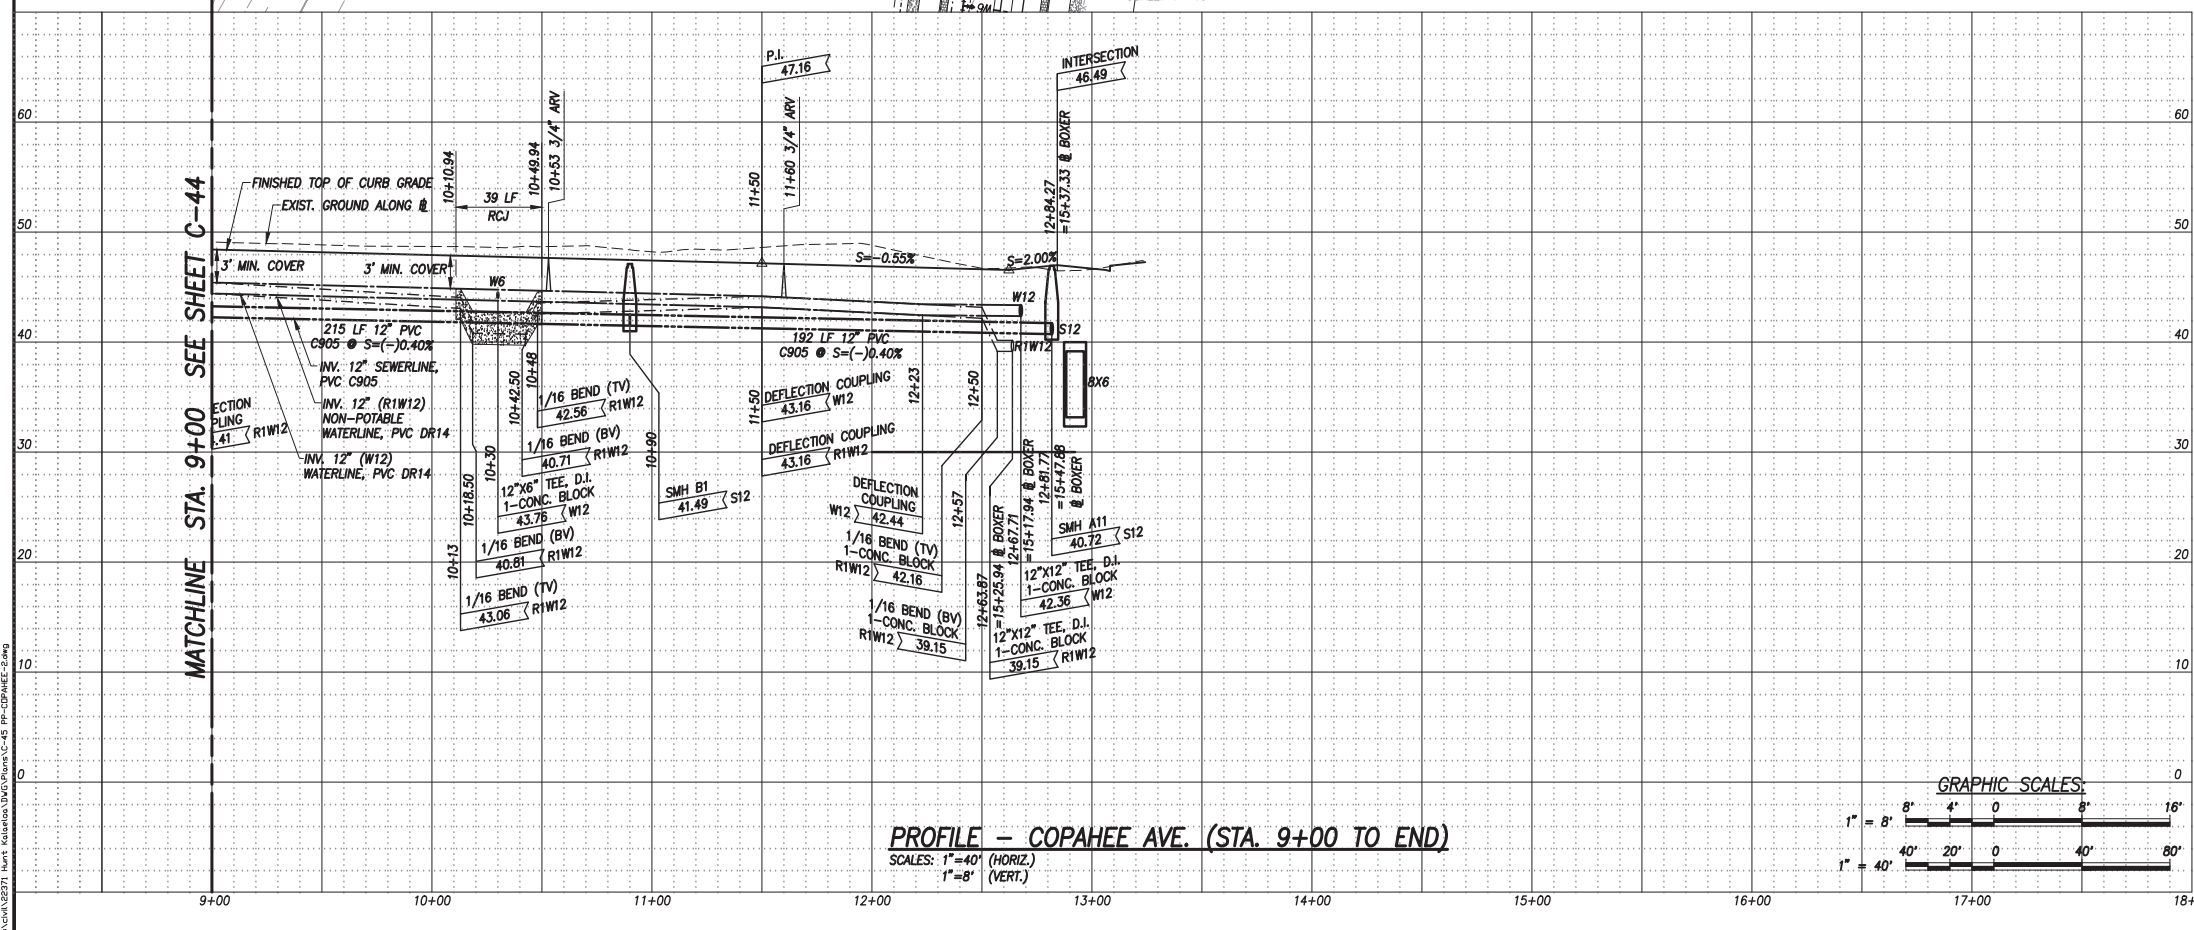 P.I.
47.16
INTERSECTION
46.49
60
60
10+10.94
10+49.94
10+53 3/4" ARV
11+50
11+60 3/4" ARV
12+84.27
=15+37.33 ℄ BOXER
MATCHLINE STA. 9+00 SEE SHEET C-44
FINISHED TOP OF CURB GRADE
EXIST. GROUND ALONG ℄
39 LF
RCJ
50
50
3' MIN. COVER
3' MIN. COVER
S=-0.55%
S=2.00%
W6
W12
S12
R1W12
8X6
40
40
215 LF 12" PVC
C905 @ S=(-)0.40%
192 LF 12" PVC
C905 @ S=(-)0.40%
INV. 12" SEWERLINE,
PVC C905
INV. 12" (R1W12)
NON-POTABLE
WATERLINE, PVC DR14
INV. 12" (W12)
WATERLINE, PVC DR14
ECTION
PLING
.41 R1W12
30
30
10+13
10+18.50
10+30
10+42.50
10+48
1/16 BEND (TV)
42.56 R1W12
1/16 BEND (BV)
40.71 R1W12
12"X6" TEE, D.I.
1-CONC. BLOCK
43.76 W12
1/16 BEND (BV)
40.81 R1W12
1/16 BEND (TV)
43.06 R1W12
10+90
SMH B1
41.49 S12
11+50
DEFLECTION COUPLING
43.16 W12
DEFLECTION COUPLING
43.16 R1W12
12+23
DEFLECTION
COUPLING
W12 42.44
12+50
1/16 BEND (TV)
1-CONC. BLOCK
R1W12 42.16
12+57
1/16 BEND (BV)
1-CONC. BLOCK
R1W12 39.15
12+63.87
=15+25.94 ℄ BOXER
12"X12" TEE, D.I.
1-CONC. BLOCK
39.15 R1W12
12+67.71
=15+17.94 ℄ BOXER
12"X12" TEE, D.I.
1-CONC. BLOCK
42.36 W12
12+81.77
=15+47.88
℄ BOXER
SMH A11
40.72 S12
20
20
10
10
0
0
PROFILE - COPAHEE AVE. (STA. 9+00 TO END)
SCALES: 1"=40' (HORIZ.)
1"=8' (VERT.)
GRAPHIC SCALES:
8' 4' 0 8' 16'
1" = 8'
40' 20' 0 40' 80'
1" = 40'
9+00 10+00 11+00 12+00 13+00 14+00 15+00 16+00 17+00 18+
\civil\22371 Hunt Kalaeloa\DWG\Plans\C-45 PP-COPAHEE-2.dwg